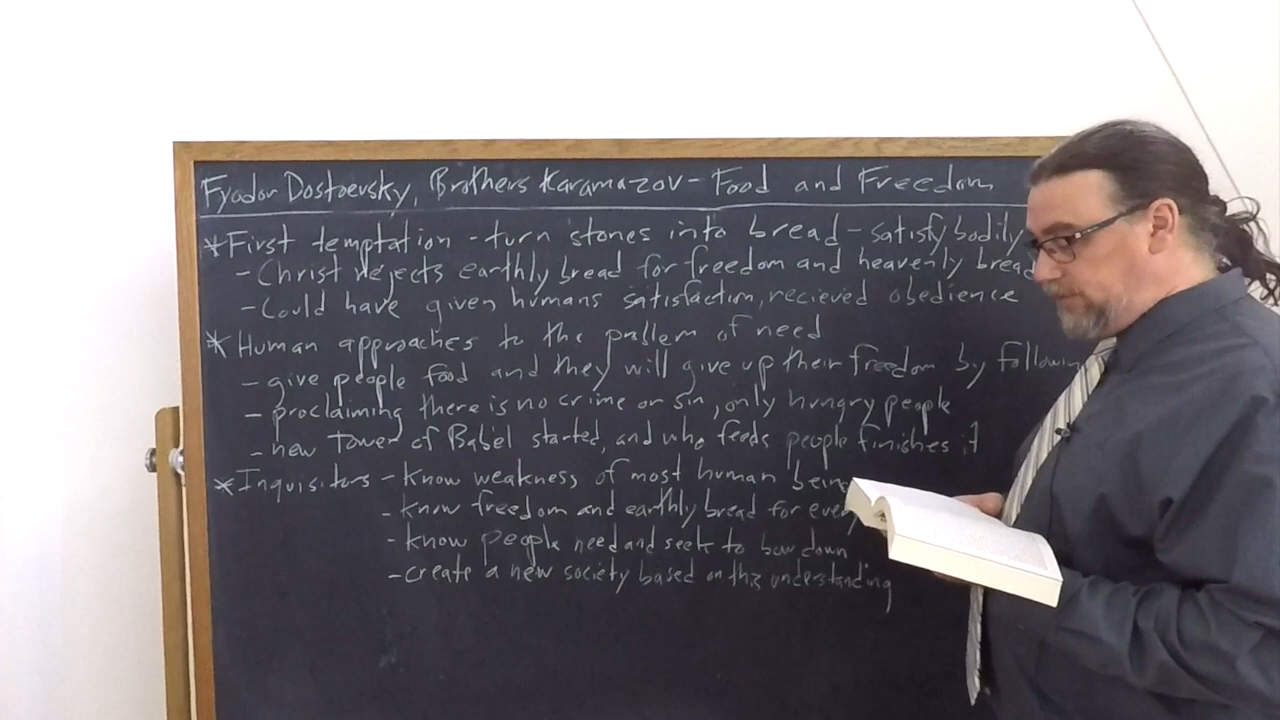 Fyodor Dostoevsky, Brothers Karamazov - Food and Freedom
* First temptation - turn stones into bread - satisfy bodily
- Christ rejects earthly bread for freedom and heavenly bread
- Could have given humans satisfaction, recieved obedience
* Human approaches to the problem of need
- give people food and they will give up their freedom by following
- proclaiming there is no crime or sin, only hungry people
- new Tower of Babel started, and who feeds people finishes it
* Inquisitors - know weakness of most human
- know freedom and earthly bread for
- know people need and seek to bow down
- create a new society based on this understanding